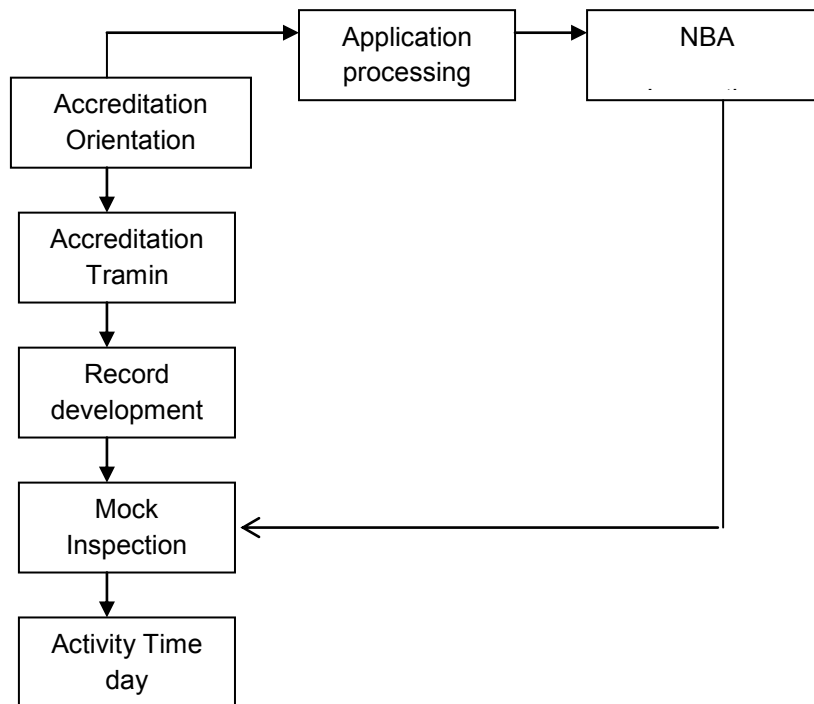 Application
processing
NBA
Accreditation
Orientation
Accreditation
Tramin
Record
development
Mock
Inspection
Activity Time
day